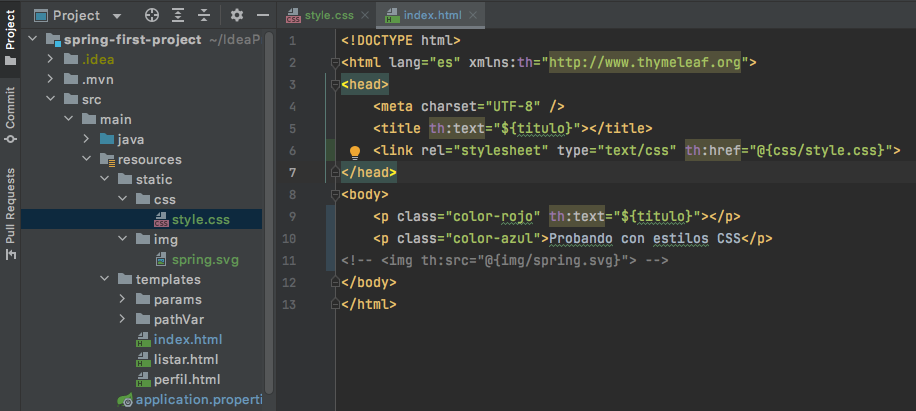 Project
Commit
Pull Requests
Project
spring-first-project ~/IdeaP
.idea
.mvn
src
main
java
resources
static
css
style.css
img
spring.svg
templates
params
pathVar
index.html
listar.html
perfil.html
application.properti
style.css
index.html
1 <!DOCTYPE html>
2 <html lang="es" xmlns:th="http://www.thymeleaf.org">
3 <head>
4 <meta charset="UTF-8" />
5 <title th:text="${titulo}"></title>
6 <link rel="stylesheet" type="text/css" th:href="@{css/style.css}">
7 </head>
8 <body>
9 <p class="color-rojo" th:text="${titulo}"></p>
10 <p class="color-azul">Probando con estilos CSS</p>
11 <!-- <img th:src="@{img/spring.svg}"> -->
12 </body>
13 </html>